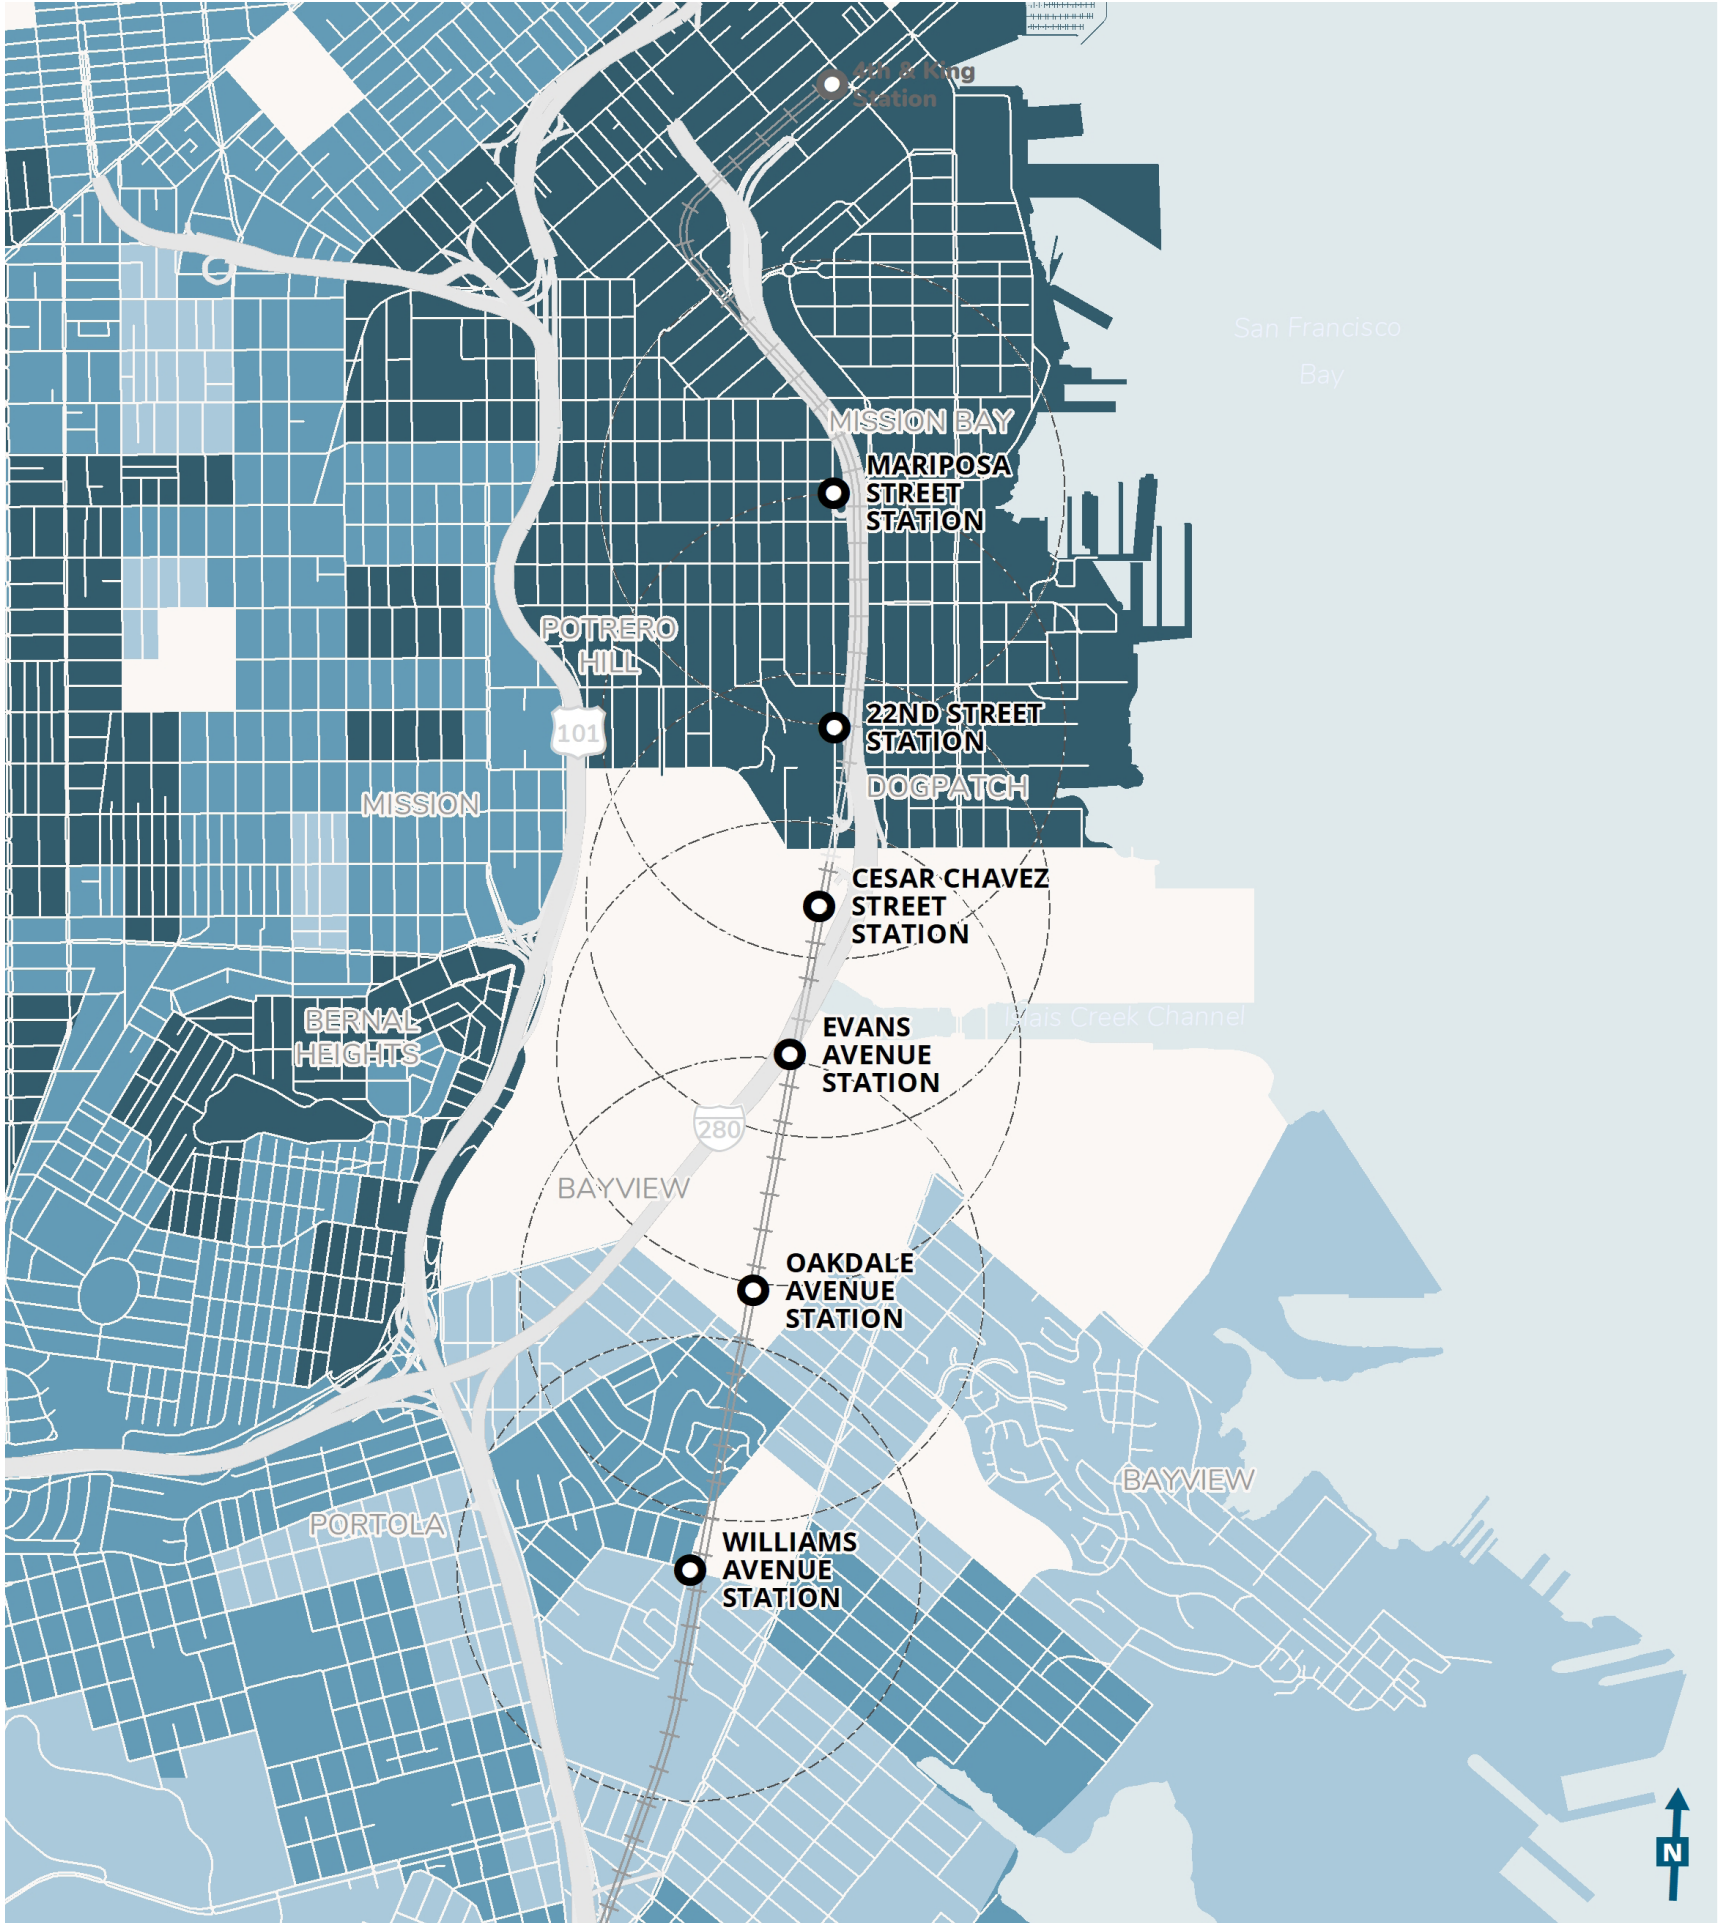 4th & King
Station
San Francisco
Bay
MISSION BAY
MARIPOSA
STREET
STATION
POTRERO
HILL
22ND STREET
STATION
101
DOGPATCH
MISSION
CESAR CHAVEZ
STREET
STATION
Islais Creek Channel
BERNAL
HEIGHTS
EVANS
AVENUE
STATION
280
BAYVIEW
OAKDALE
AVENUE
STATION
BAYVIEW
PORTOLA
WILLIAMS
AVENUE
STATION
N